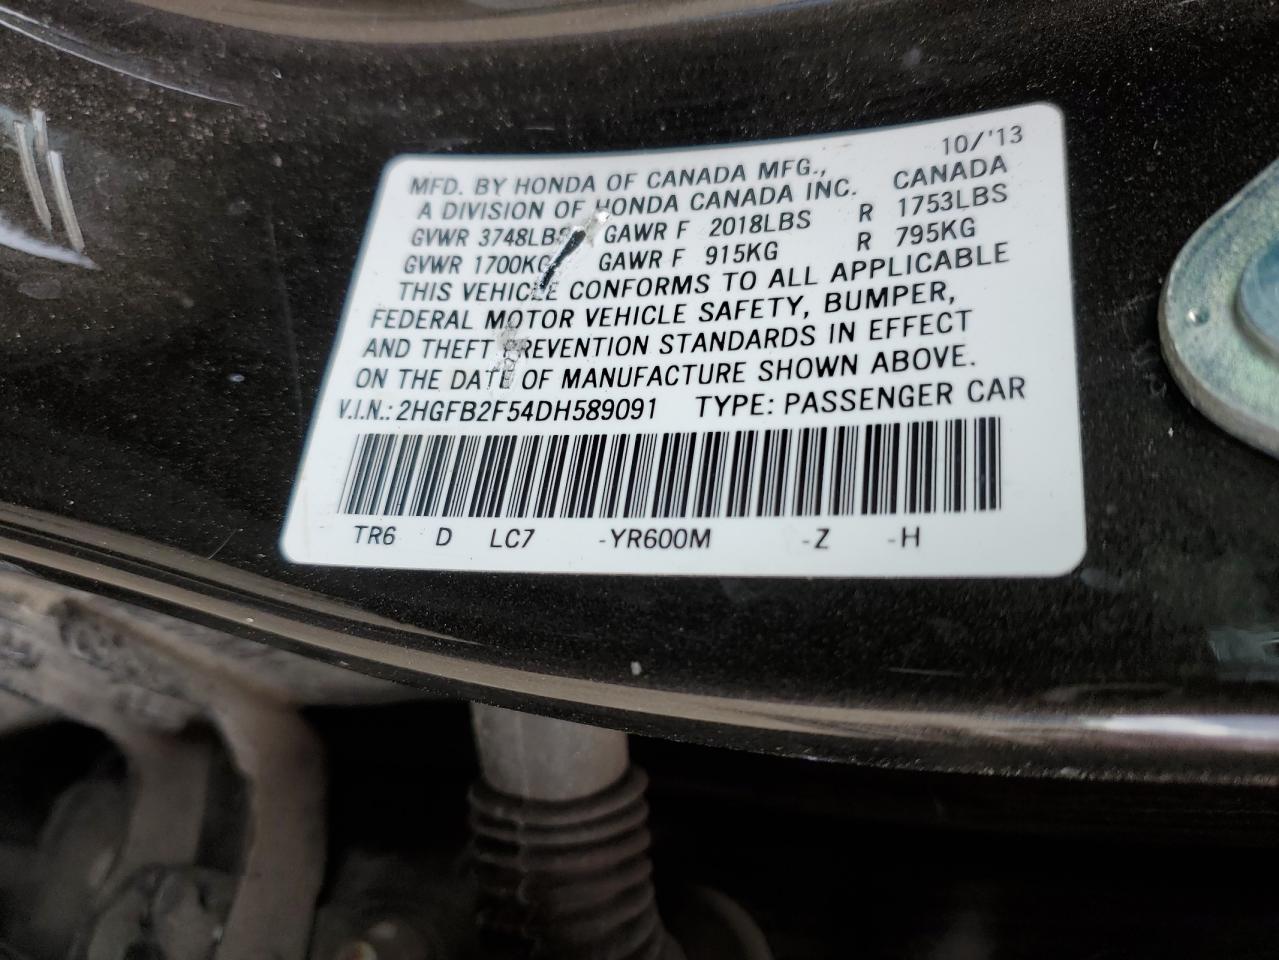 10/'13
MFD. BY HONDA OF CANADA MFG.,
A DIVISION OF HONDA CANADA INC. CANADA
GVWR 3748LBS GAWR F 2018LBS R 1753LBS
GVWR 1700KG GAWR F 915KG R 795KG
THIS VEHICLE CONFORMS TO ALL APPLICABLE
FEDERAL MOTOR VEHICLE SAFETY, BUMPER,
AND THEFT PREVENTION STANDARDS IN EFFECT
ON THE DATE OF MANUFACTURE SHOWN ABOVE.
V.I.N.: 2HGFB2F54DH589091 TYPE: PASSENGER CAR
TR6 D LC7 -YR600M -Z -H